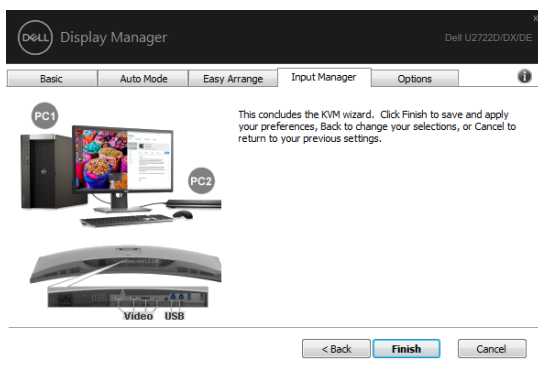 DELL Display Manager
Dell U2722D/DX/DE
Basic
Auto Mode
Easy Arrange
Input Manager
Options
PC1
PC2
This concludes the KVM wizard. Click Finish to save and apply
your preferences, Back to change your selections, or Cancel to
return to your previous settings.
Video
USB
< Back
Finish
Cancel